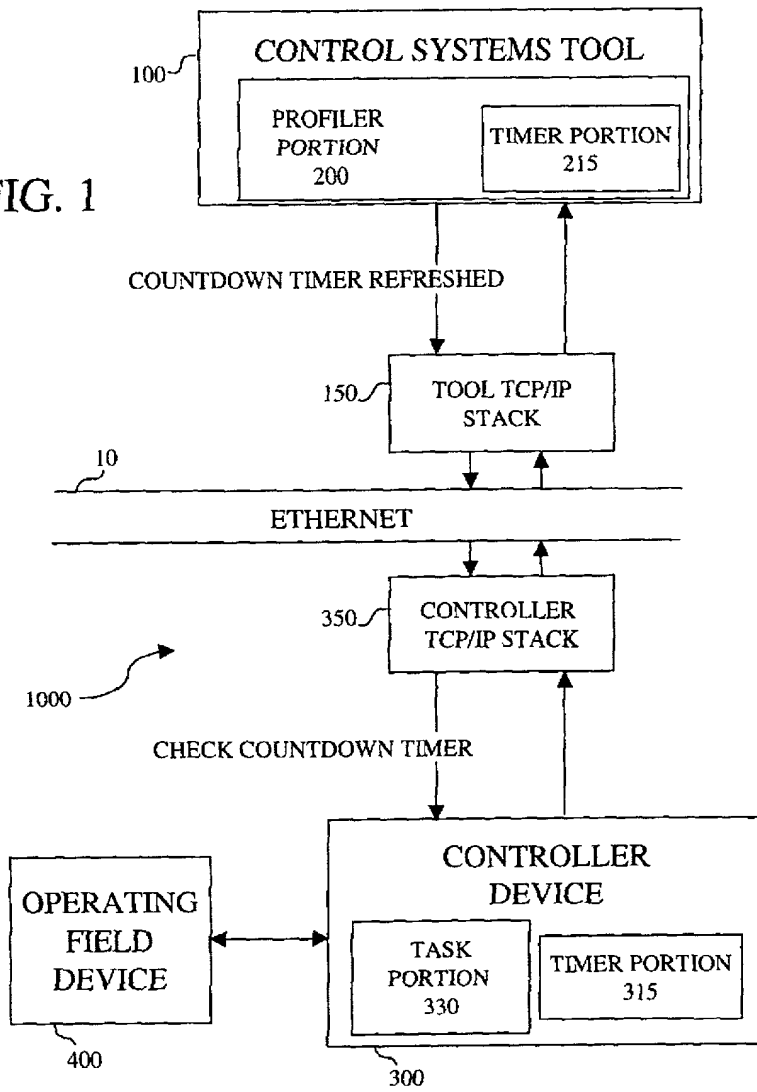 CONTROL SYSTEMS TOOL
100
PROFILER
PORTION
200
TIMER PORTION
215
FIG. 1
COUNTDOWN TIMER REFRESHED
150
TOOL TCP/IP
STACK
10
ETHERNET
350
CONTROLLER
TCP/IP STACK
1000
CHECK COUNTDOWN TIMER
CONTROLLER
DEVICE
OPERATING
FIELD
DEVICE
TASK
PORTION
330
TIMER PORTION
315
400
300